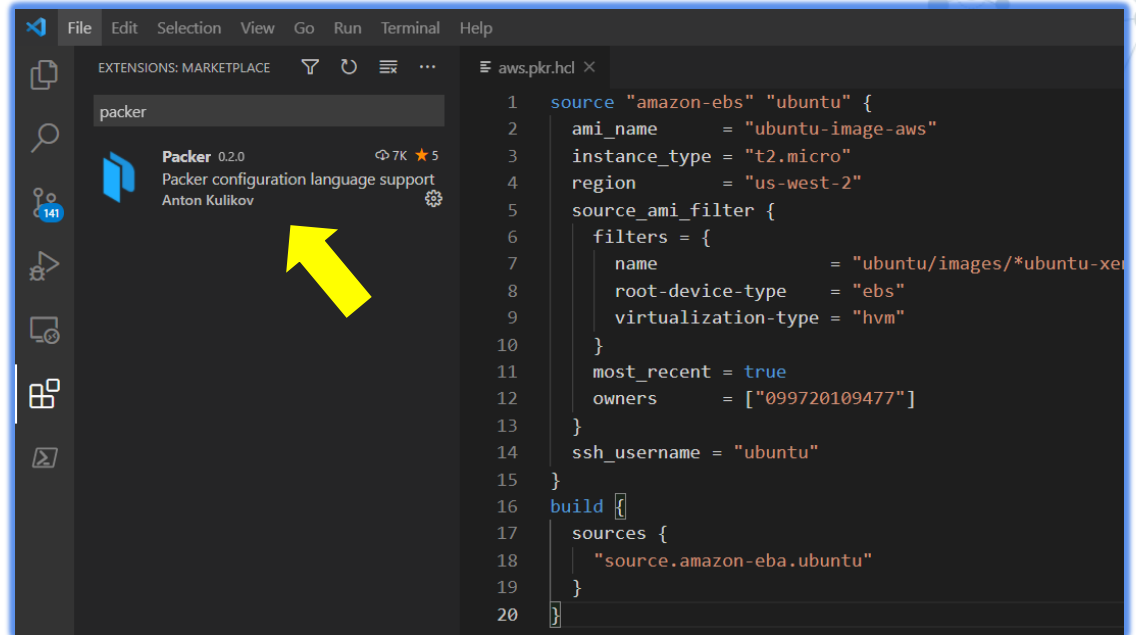 File Edit Selection View Go Run Terminal Help
EXTENSIONS: MARKETPLACE
packer
Packer 0.2.0 7K ★ 5
Packer configuration language support
Anton Kulikov
141
aws.pkr.hcl ×
1 source "amazon-ebs" "ubuntu" {
2 ami_name = "ubuntu-image-aws"
3 instance_type = "t2.micro"
4 region = "us-west-2"
5 source_ami_filter {
6 filters = {
7 name = "ubuntu/images/*ubuntu-xe
8 root-device-type = "ebs"
9 virtualization-type = "hvm"
10 }
11 most_recent = true
12 owners = ["099720109477"]
13 }
14 ssh_username = "ubuntu"
15 }
16 build {
17 sources {
18 "source.amazon-eba.ubuntu"
19 }
20 }